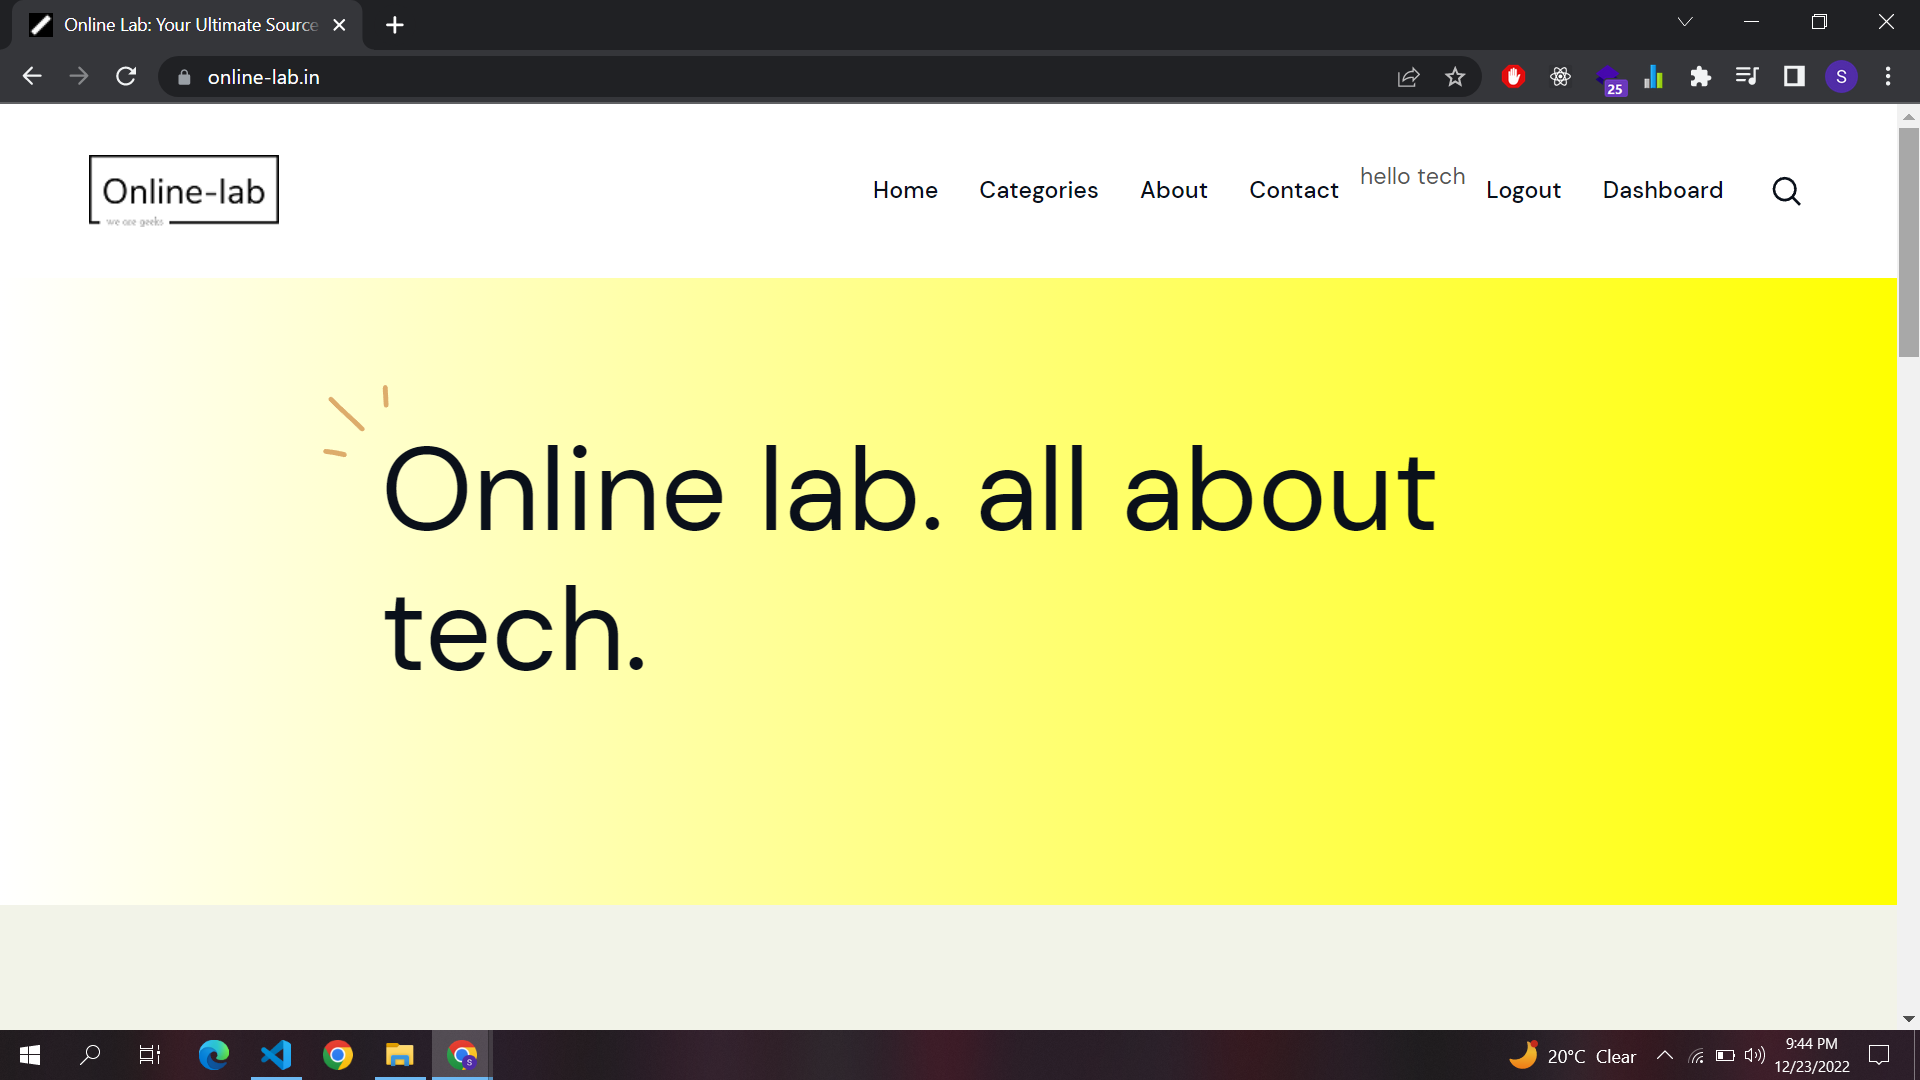 Online Lab: Your Ultimate Source
online-lab.in
25
S
Online-lab
we are geeks
Home Categories About Contact hello tech Logout Dashboard
Online lab. all about
tech.
S
20°C Clear
9:44 PM
12/23/2022